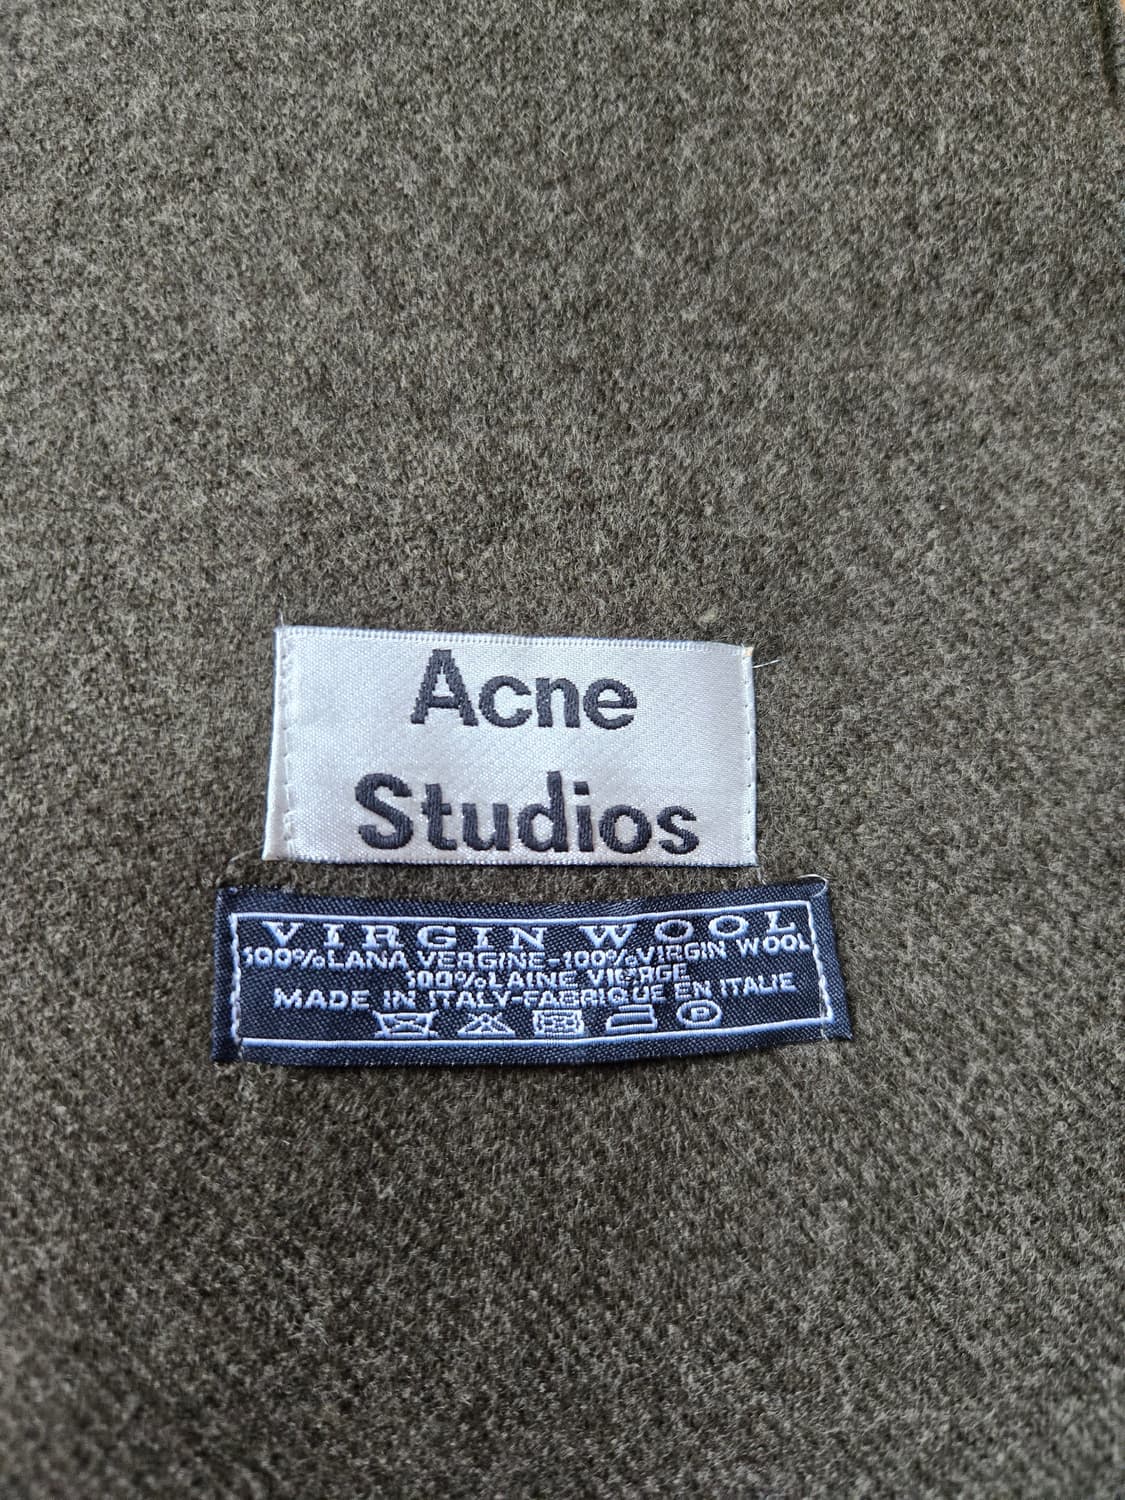 Acne
Studios
VIRGIN WOOL
100%LANA VERGINE-100%VIRGIN WOOL
100%LAINE VIERGE
MADE IN ITALY-FABRIQUE EN ITALIE
P